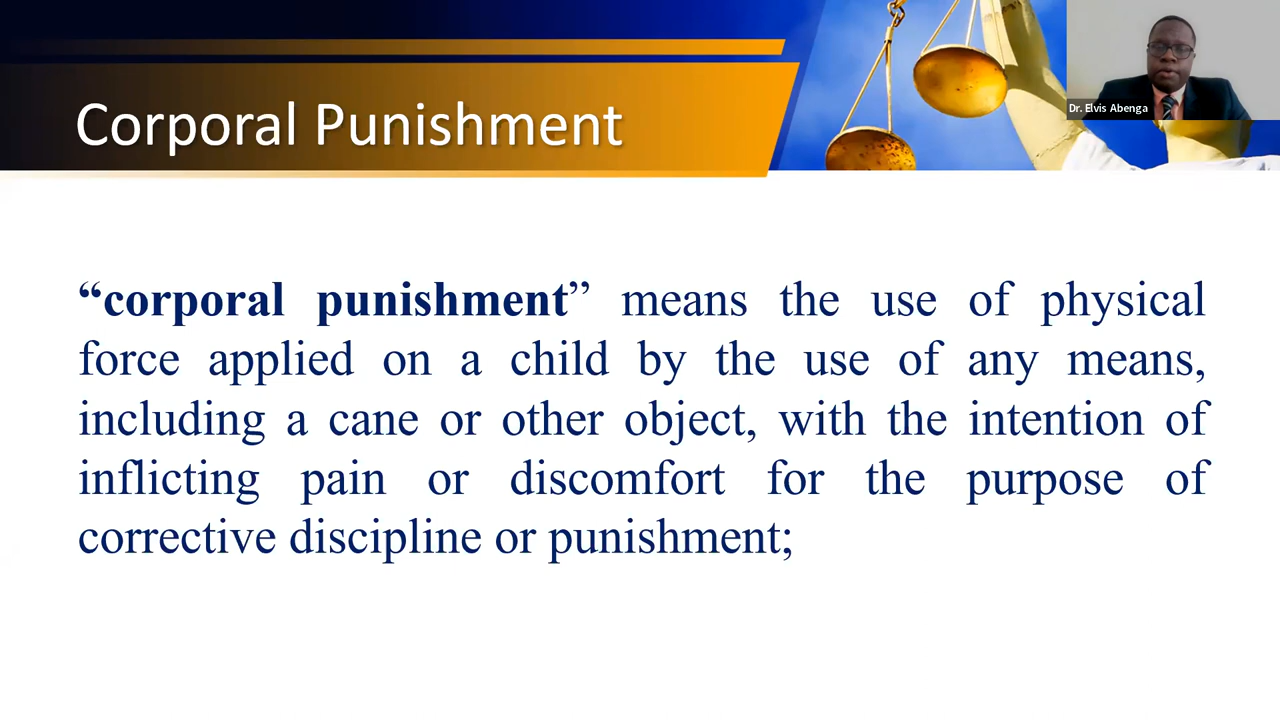 Corporal Punishment
Dr. Elvis Abenga
“corporal punishment” means the use of physical
force applied on a child by the use of any means,
including a cane or other object, with the intention of
inflicting pain or discomfort for the purpose of
corrective discipline or punishment;